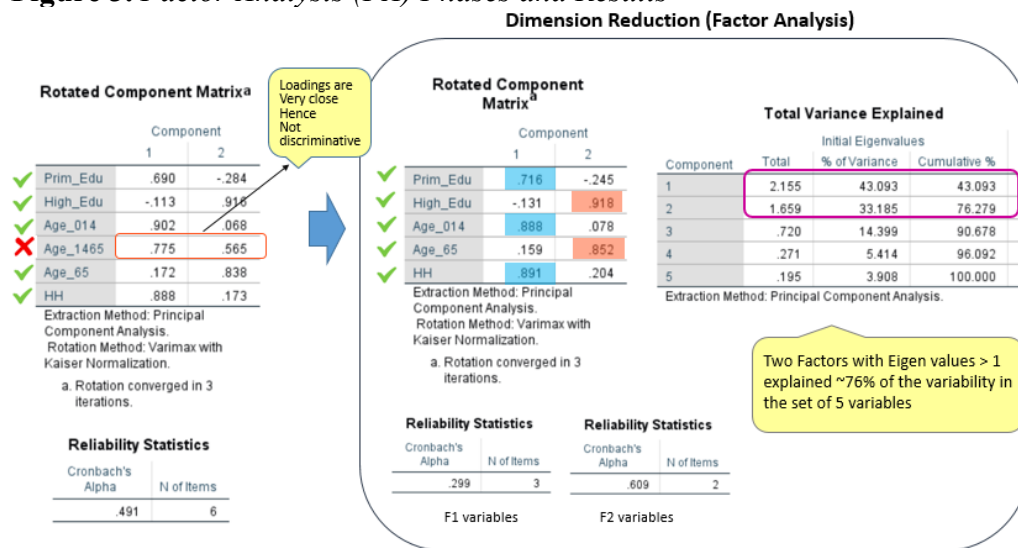 Figure 3. Factor Analysis (FA) Phases and Results
Dimension Reduction (Factor Analysis)
Rotated Component Matrixa
Component
1 2
Prim_Edu .690 -.284
High_Edu -.113 .916
Age_014 .902 .068
Age_1465 .775 .565
Age_65 .172 .838
HH .888 .173
Extraction Method: Principal
Component Analysis.
Rotation Method: Varimax with
Kaiser Normalization.
a. Rotation converged in 3
iterations.
Reliability Statistics
Cronbach's
Alpha N of Items
.491 6
Loadings are
Very close
Hence
Not
discriminative
Rotated Component
Matrixa
Component
1 2
Prim_Edu .716 -.245
High_Edu -.131 .918
Age_014 .888 .078
Age_65 .159 .852
HH .891 .204
Extraction Method: Principal
Component Analysis.
Rotation Method: Varimax with
Kaiser Normalization.
a. Rotation converged in 3
iterations.
Total Variance Explained
Initial Eigenvalues
Component Total % of Variance Cumulative %
1 2.155 43.093 43.093
2 1.659 33.185 76.279
3 .720 14.399 90.678
4 .271 5.414 96.092
5 .195 3.908 100.000
Extraction Method: Principal Component Analysis.
Two Factors with Eigen values > 1
explained ~76% of the variability in
the set of 5 variables
Reliability Statistics
Cronbach's
Alpha N of Items
.299 3
F1 variables
Reliability Statistics
Cronbach's
Alpha N of Items
.609 2
F2 variables